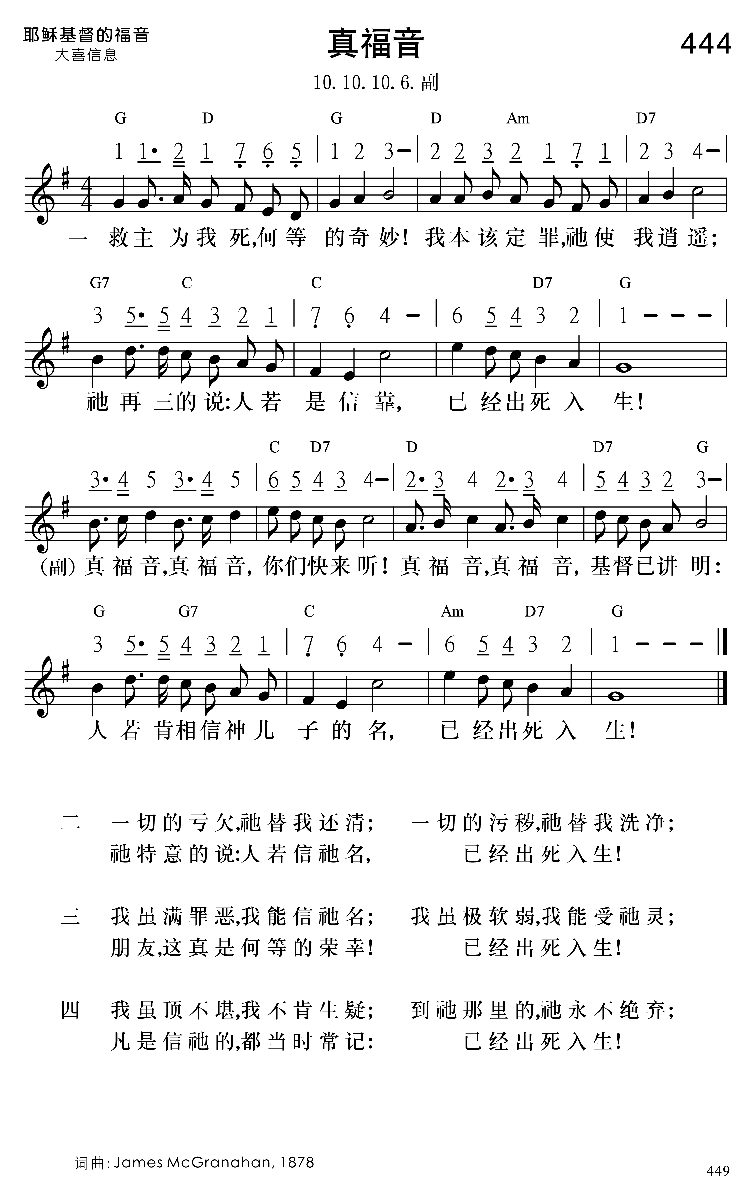 耶稣基督的福音
大喜信息
真福音
444
10. 10. 10. 6. 副
G D G D Am D7
1 1• 2 1 7 6 5 | 1 2 3– | 2 2 3 2 1 7 1 | 2 3 4–
4 4
一 救主 为我 死,何等 的奇妙! 我本该定 罪,祂使 我逍遥;
G7 C C D7 G
3 5• 5 4 3 2 1 | 7 6 4 – | 6 5 4 3 2 | 1 – – – |
祂再三的说:人若 是信靠, 已经出死入 生!
C D7 D D7 G
3• 4 5 3• 4 5 | 6 5 4 3 4– | 2• 3 4 2• 3 4 | 5 4 3 2 3–
(副) 真福音,真福音, 你们快来听! 真福音,真福音, 基督已讲明:
G G7 C Am D7 G
3 5• 5 4 3 2 1 | 7 6 4 – | 6 5 4 3 2 | 1 – – –
人若肯相信神儿 子的名, 已经出死入 生!
二 一切的亏欠,祂替我还清; 一切的污秽,祂替我洗净;
祂特意的说:人若信祂名, 已经出死入生!
三 我虽满罪恶,我能信祂名; 我虽极软弱,我能受祂灵;
朋友,这真是何等的荣幸! 已经出死入生!
四 我虽顶不堪,我不肯生疑; 到祂那里的,祂永不绝弃;
凡是信祂的,都当时常记: 已经出死入生!
词曲: James McGranahan, 1878
449